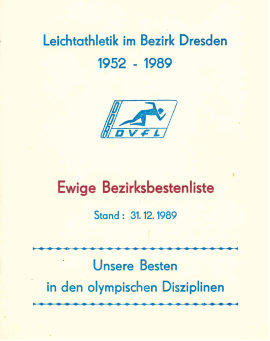 Leichtathletik im Bezirk Dresden
1952 - 1989
DVfL
Ewige Bezirksbestenliste
Stand: 31.12.1989
Unsere Besten
in den olympischen Disziplinen